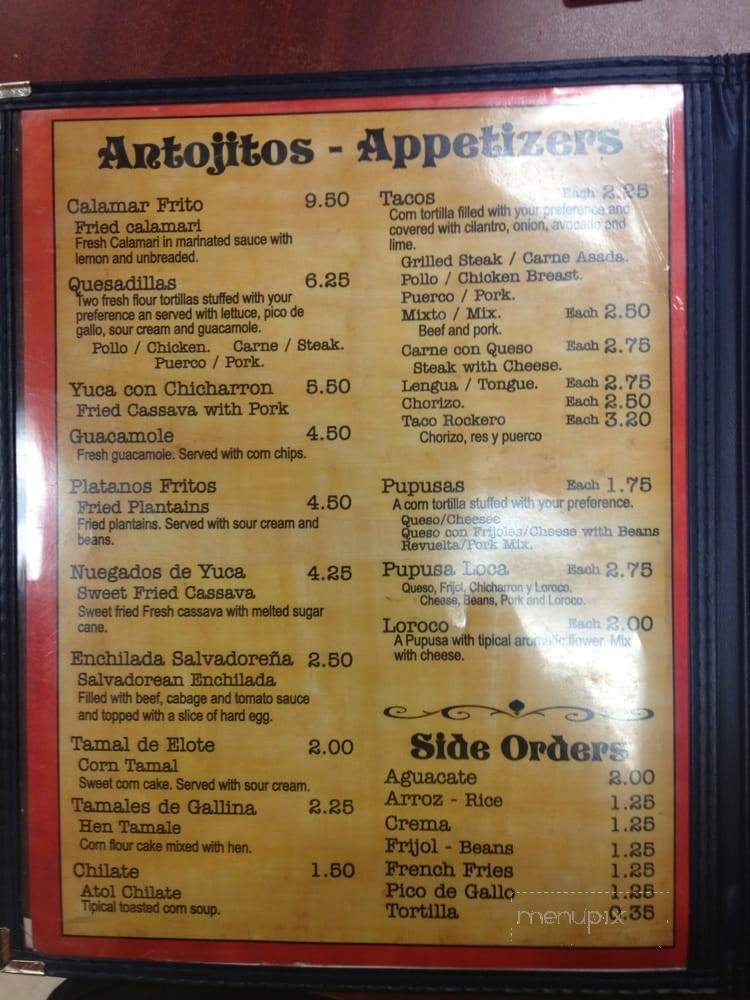 Antojitos - Appetizers
Calamar Frito 9.50
Fried calamari
Fresh Calamari in marinated sauce with
lemon and unbreaded.
Quesadillas 6.25
Two fresh flour tortillas stuffed with your
preference an served with lettuce, pico de
gallo, sour cream and guacamole.
Pollo / Chicken. Carne / Steak.
Puerco / Pork.
Yuca con Chicharron 5.50
Fried Cassava with Pork
Guacamole 4.50
Fresh guacamole. Served with corn chips.
Platanos Fritos
Fried Plantains 4.50
Fried plantains. Served with sour cream and
beans.
Nuegados de Yuca 4.25
Sweet Fried Cassava
Sweet fried Fresh cassava with melted sugar
cane.
Enchilada Salvadoreña 2.50
Salvadorean Enchilada
Filled with beef, cabage and tomato sauce
and topped with a slice of hard egg.
Tamal de Elote 2.00
Corn Tamal
Sweet corn cake. Served with sour cream.
Tamales de Gallina 2.25
Hen Tamale
Corn flour cake mixed with hen.
Chilate 1.50
Atol Chilate
Tipical toasted corn soup.
Tacos Each 2.25
Corn tortilla filled with your preference and
covered with cilantro, onion, avocado and
lime.
Grilled Steak / Carne Asada.
Pollo / Chicken Breast.
Puerco / Pork.
Mixto / Mix. Each 2.50
Beef and pork.
Carne con Queso Each 2.75
Steak with Cheese.
Lengua / Tongue. Each 2.75
Chorizo. Each 2.50
Taco Rockero Each 3.20
Chorizo, res y puerco
Pupusas Each 1.75
A corn tortilla stuffed with your preference.
Queso/Cheesee
Queso con Frijoles/Cheese with Beans
Revuelta/Pork Mix.
Pupusa Loca Each 2.75
Queso, Frijol, Chicharron y Loroco.
Cheese, Beans, Pork and Loroco.
Loroco Each 2.00
A Pupusa with tipical aromatic flower. Mix
with cheese.
Side Orders
Aguacate 2.00
Arroz - Rice 1.25
Crema 1.25
Frijol - Beans 1.25
French Fries 1.25
Pico de Gallo 1.25
Tortilla 0.35
menupix